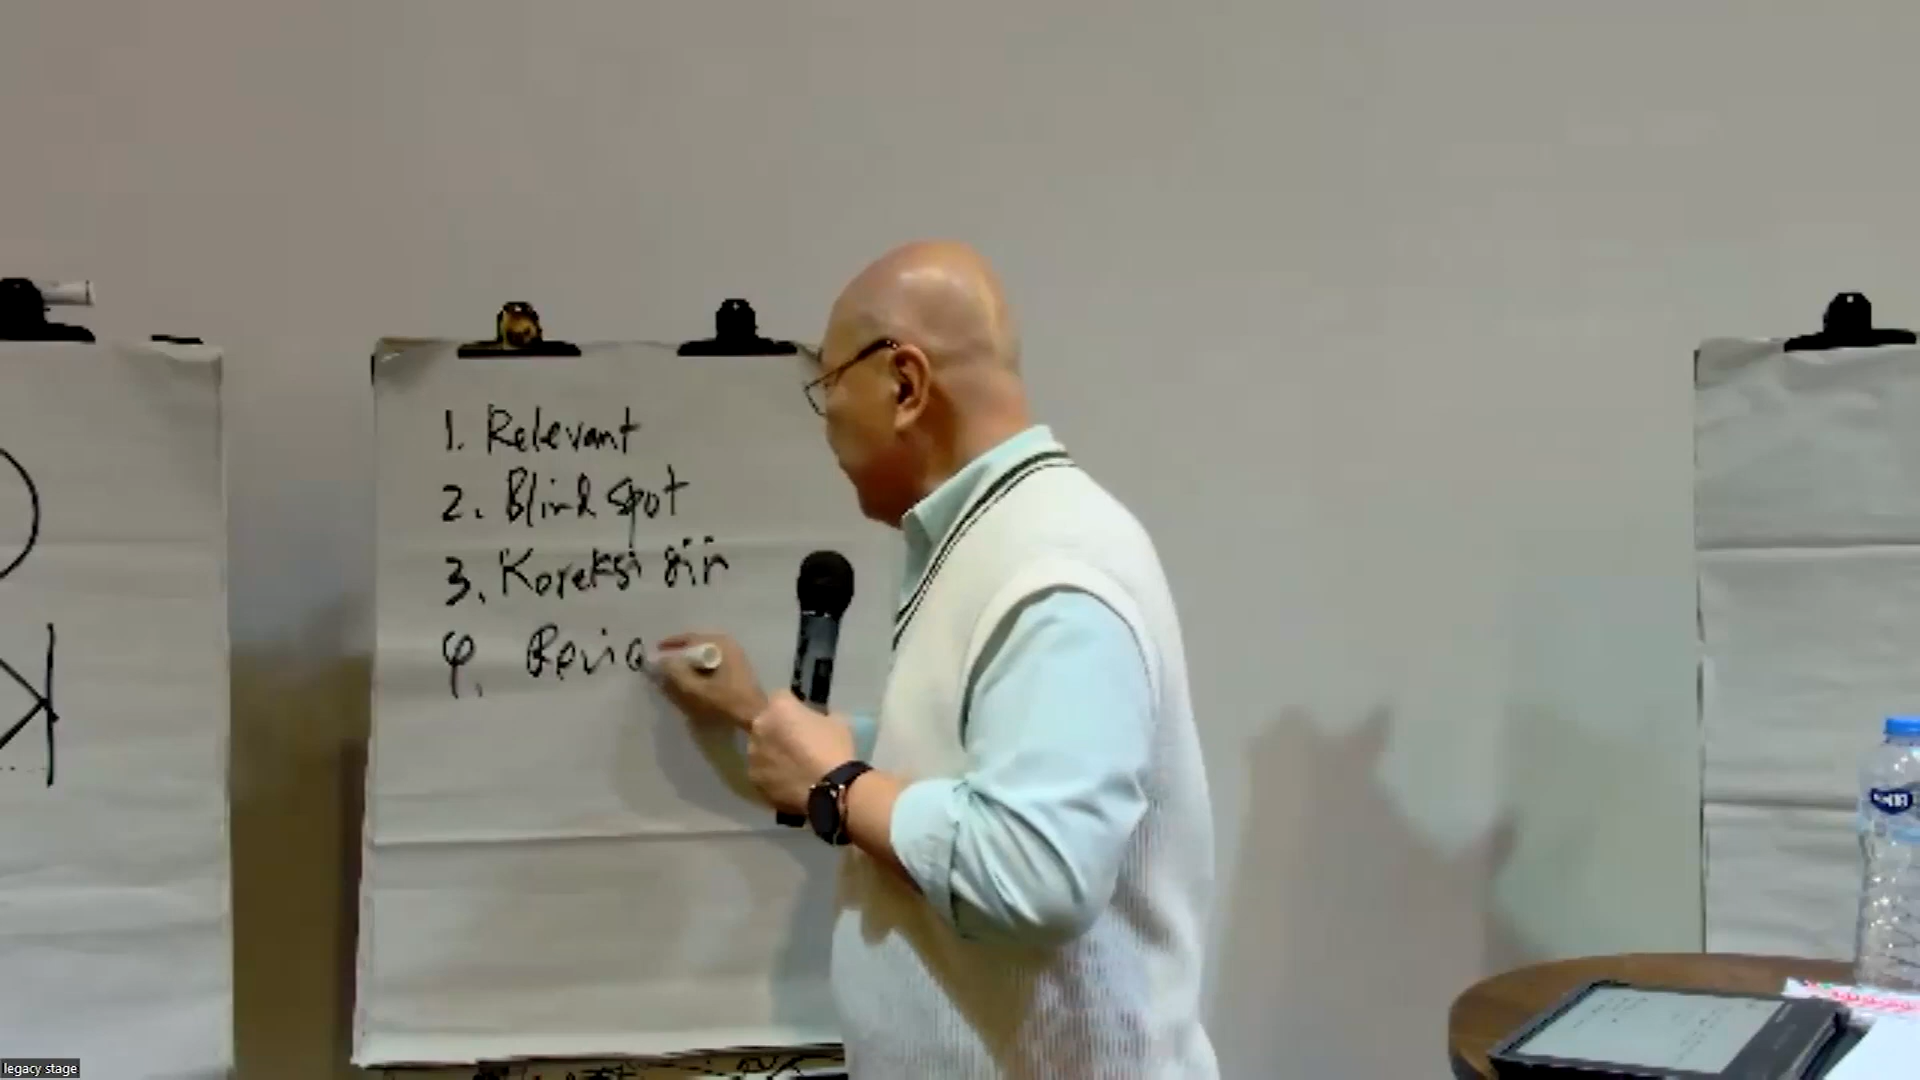 1. Relevant
2. Blind spot
3. Koreksi diri
4.
legacy stage